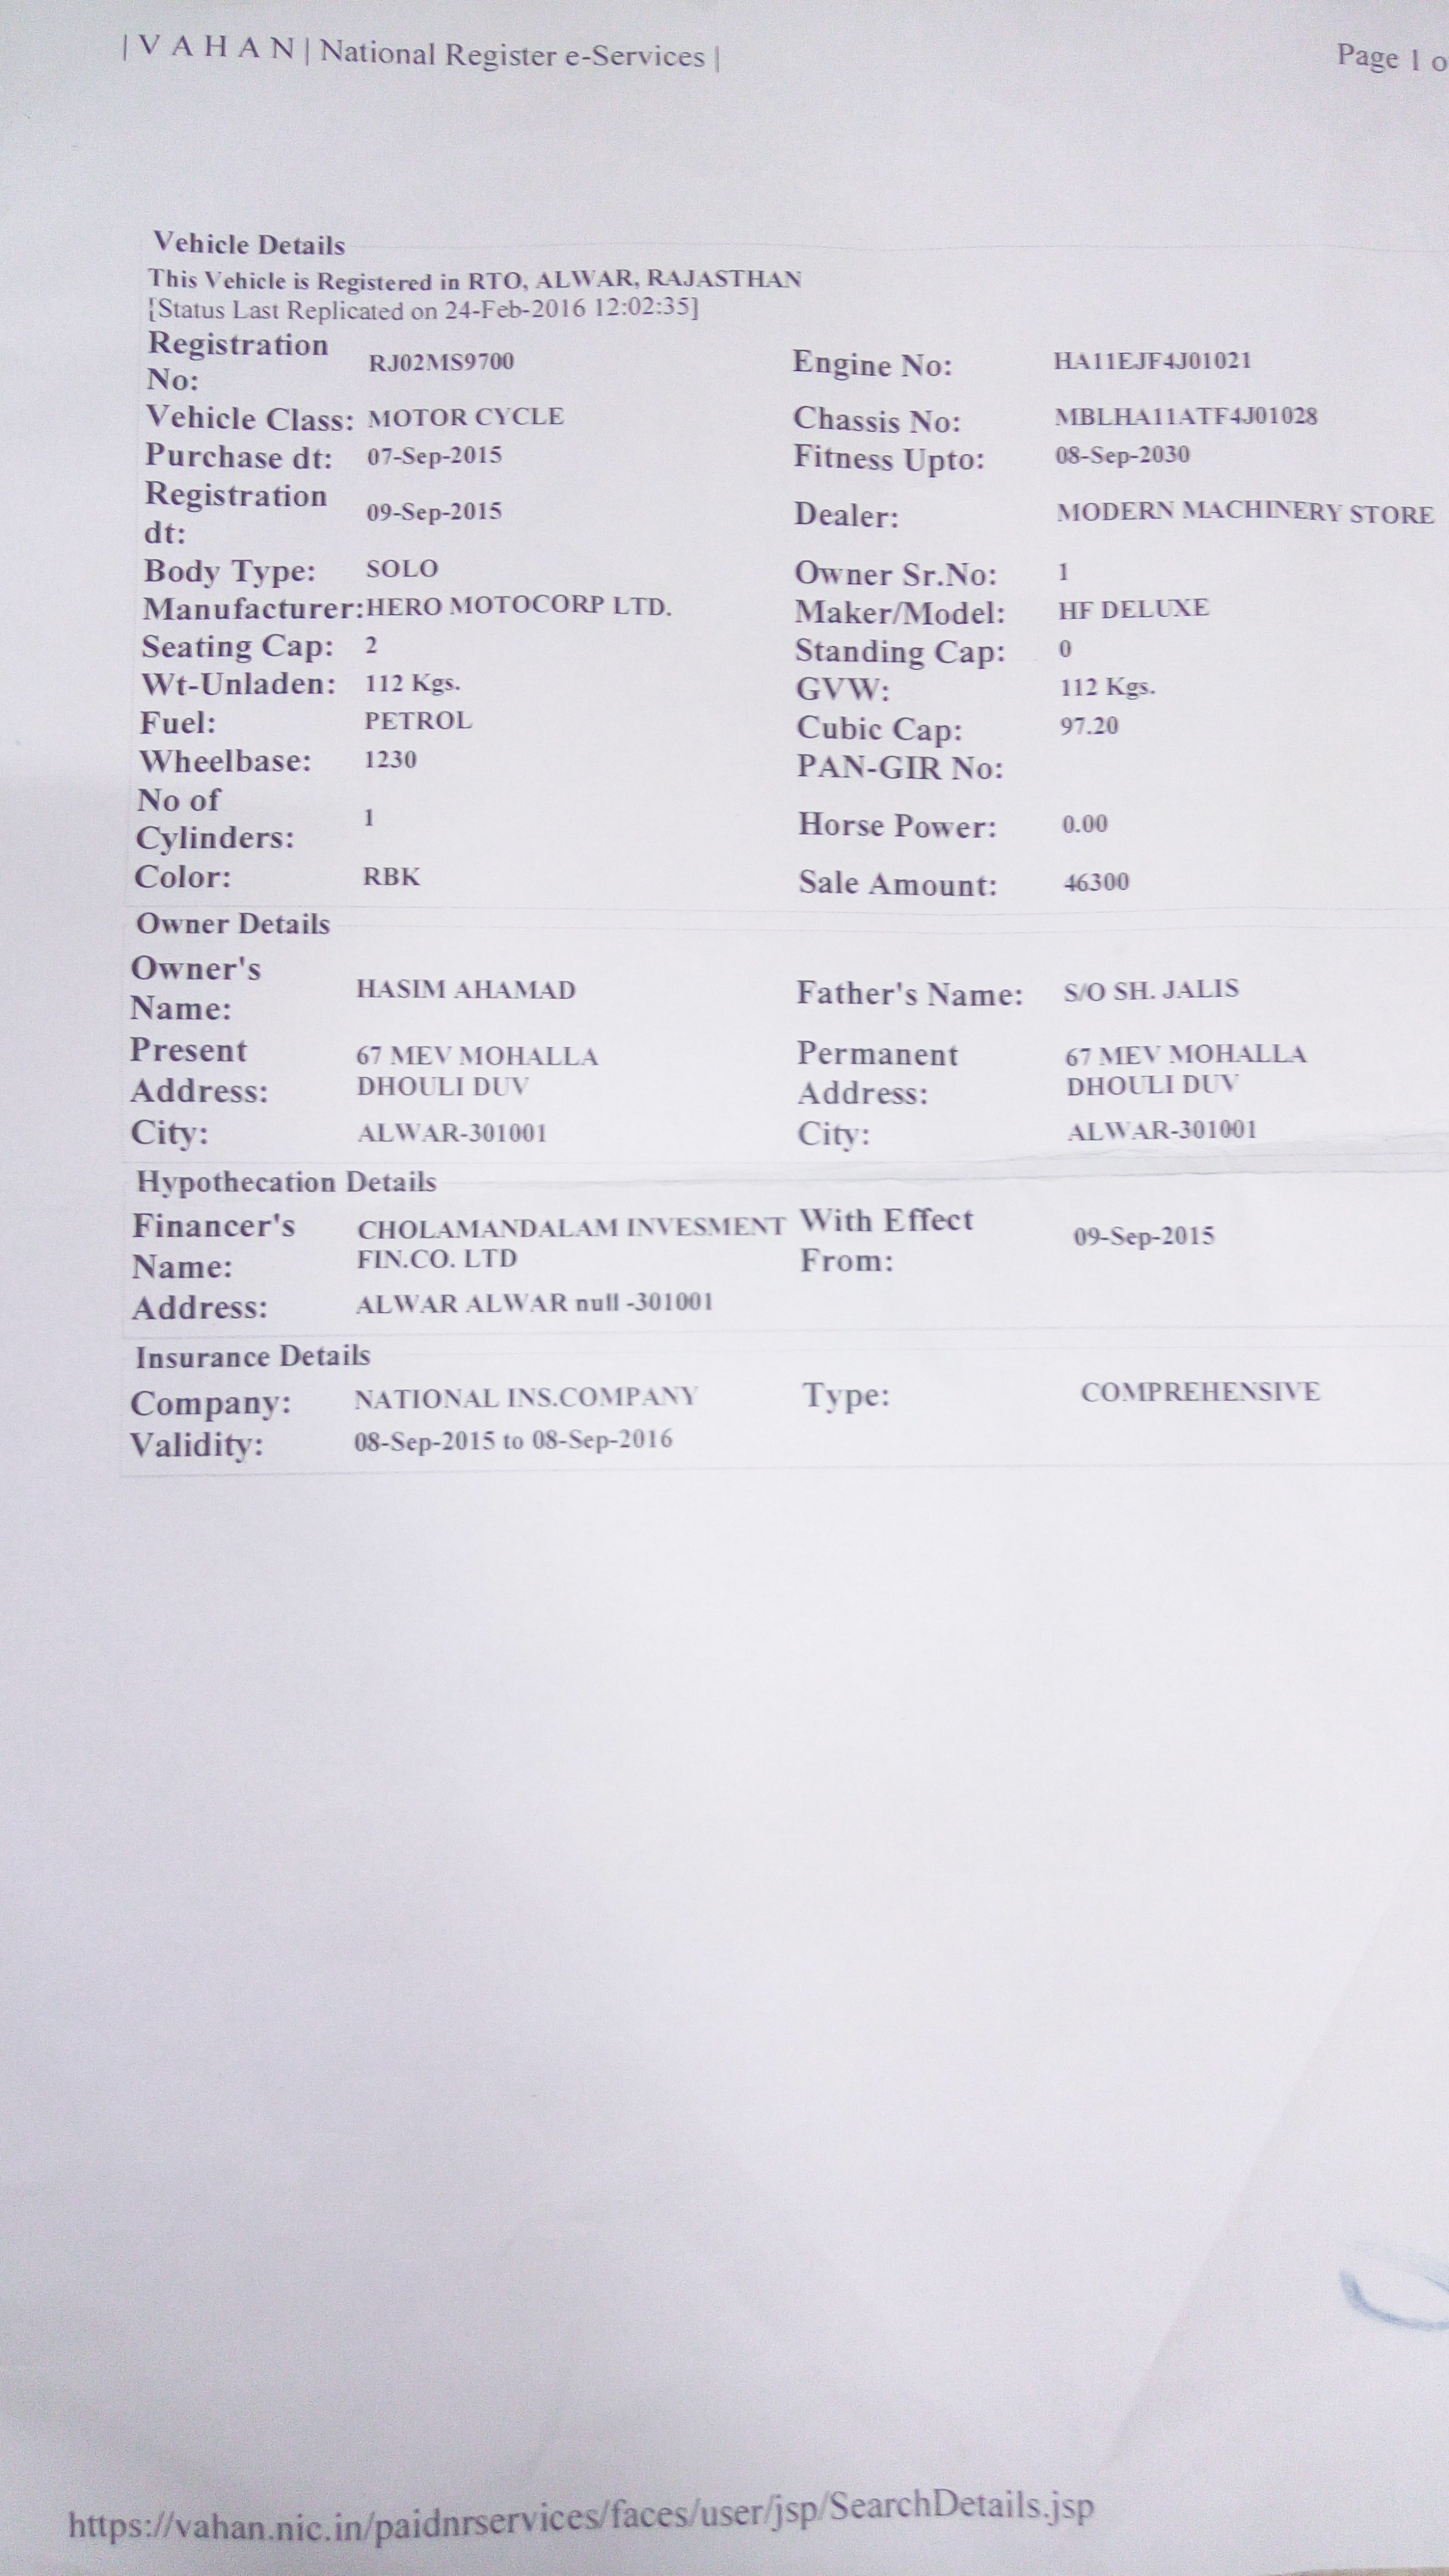 | V A H A N | National Register e-Services |
Page 1 o
Vehicle Details
This Vehicle is Registered in RTO, ALWAR, RAJASTHAN
[Status Last Replicated on 24-Feb-2016 12:02:35]
Registration No: RJ02MS9700 Engine No: HA11EJF4J01021
Vehicle Class: MOTOR CYCLE Chassis No: MBLHA11ATF4J01028
Purchase dt: 07-Sep-2015 Fitness Upto: 08-Sep-2030
Registration dt: 09-Sep-2015 Dealer: MODERN MACHINERY STORE
Body Type: SOLO Owner Sr.No: 1
Manufacturer: HERO MOTOCORP LTD. Maker/Model: HF DELUXE
Seating Cap: 2 Standing Cap: 0
Wt-Unladen: 112 Kgs. GVW: 112 Kgs.
Fuel: PETROL Cubic Cap: 97.20
Wheelbase: 1230 PAN-GIR No:
No of Cylinders: 1 Horse Power: 0.00
Color: RBK Sale Amount: 46300
Owner Details
Owner's Name: HASIM AHAMAD Father's Name: S/O SH. JALIS
Present Address: 67 MEV MOHALLA DHOULI DUV Permanent Address: 67 MEV MOHALLA DHOULI DUV
City: ALWAR-301001 City: ALWAR-301001
Hypothecation Details
Financer's Name: CHOLAMANDALAM INVESMENT FIN.CO. LTD With Effect From: 09-Sep-2015
Address: ALWAR ALWAR null -301001
Insurance Details
Company: NATIONAL INS.COMPANY Type: COMPREHENSIVE
Validity: 08-Sep-2015 to 08-Sep-2016
https://vahan.nic.in/paidnrservices/faces/user/jsp/SearchDetails.jsp